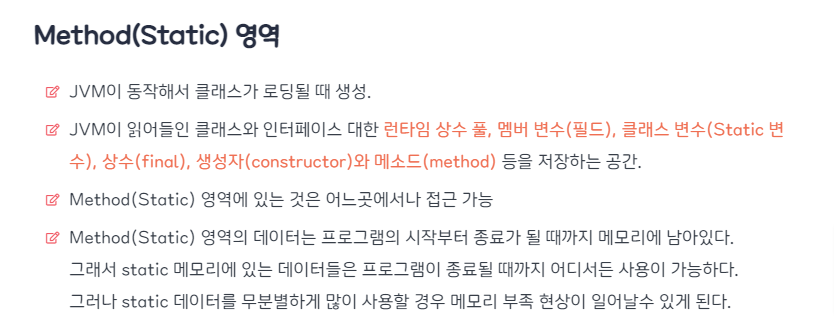 Method(Static) 영역
JVM이 동작해서 클래스가 로딩될 때 생성.
JVM이 읽어들인 클래스와 인터페이스 대한 런타임 상수 풀, 멤버 변수(필드), 클래스 변수(Static 변
수), 상수(final), 생성자(constructor)와 메소드(method) 등을 저장하는 공간.
Method(Static) 영역에 있는 것은 어느곳에서나 접근 가능
Method(Static) 영역의 데이터는 프로그램의 시작부터 종료가 될 때까지 메모리에 남아있다.
그래서 static 메모리에 있는 데이터들은 프로그램이 종료될 때까지 어디서든 사용이 가능하다.
그러나 static 데이터를 무분별하게 많이 사용할 경우 메모리 부족 현상이 일어날수 있게 된다.